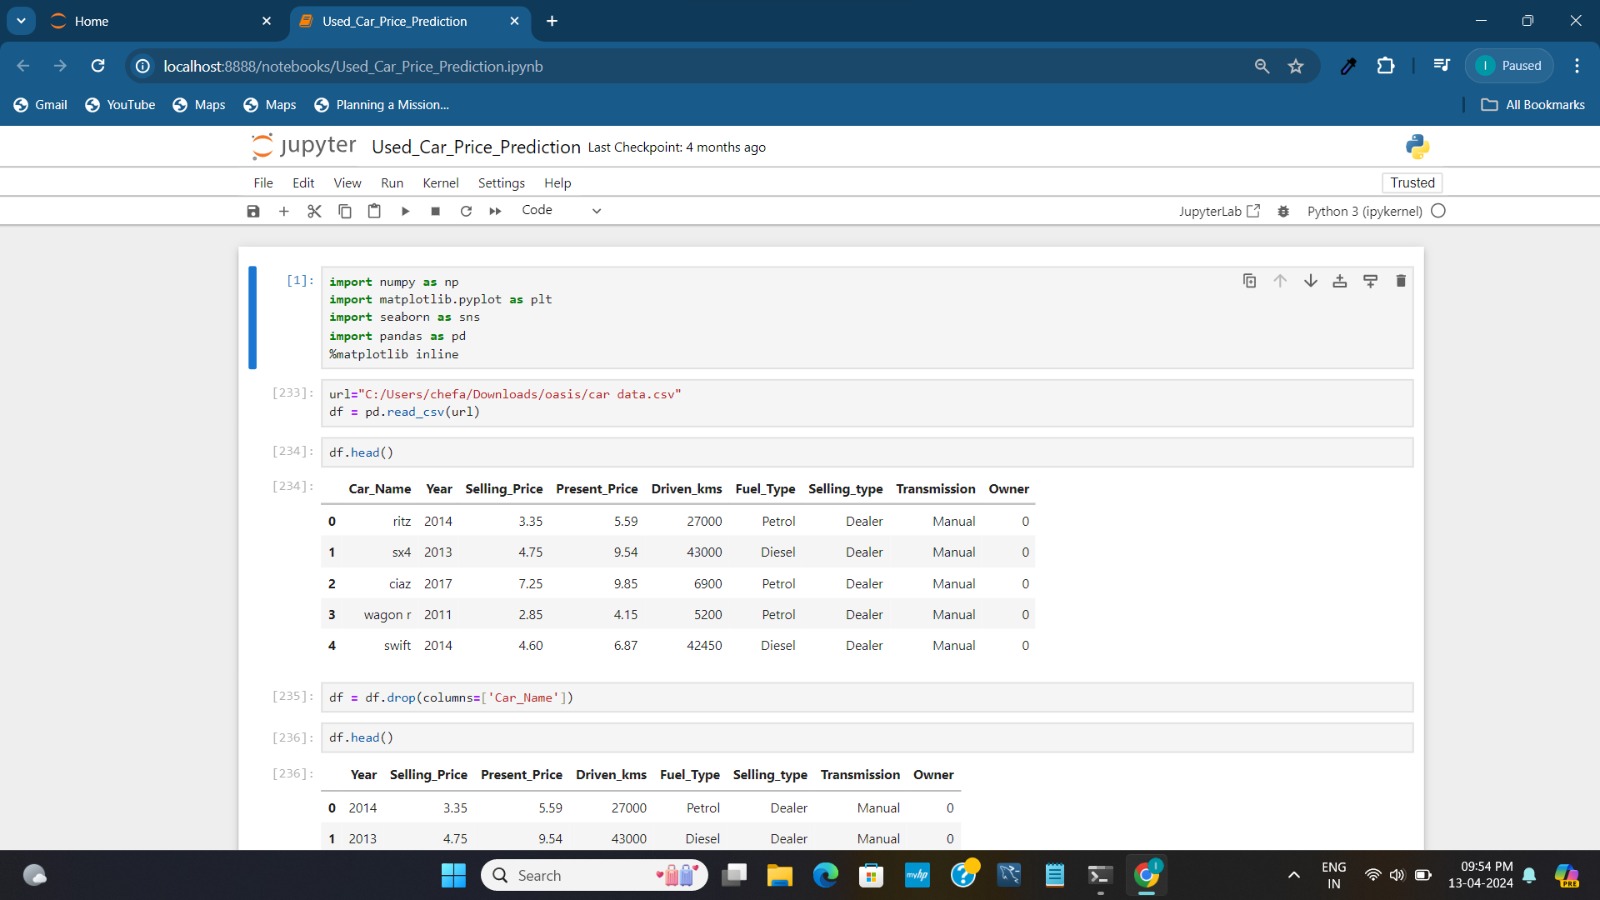 Home
Used_Car_Price_Prediction
localhost:8888/notebooks/Used_Car_Price_Prediction.ipynb
I Paused
Gmail YouTube Maps Maps Planning a Mission... All Bookmarks
jupyter Used_Car_Price_Prediction Last Checkpoint: 4 months ago
File Edit View Run Kernel Settings Help Trusted
Code JupyterLab Python 3 (ipykernel)
[1]: import numpy as np
import matplotlib.pyplot as plt
import seaborn as sns
import pandas as pd
%matplotlib inline
[233]: url="C:/Users/chefa/Downloads/oasis/car data.csv"
df = pd.read_csv(url)
[234]: df.head()
[234]: Car_Name Year Selling_Price Present_Price Driven_kms Fuel_Type Selling_type Transmission Owner
0 ritz 2014 3.35 5.59 27000 Petrol Dealer Manual 0
1 sx4 2013 4.75 9.54 43000 Diesel Dealer Manual 0
2 ciaz 2017 7.25 9.85 6900 Petrol Dealer Manual 0
3 wagon r 2011 2.85 4.15 5200 Petrol Dealer Manual 0
4 swift 2014 4.60 6.87 42450 Diesel Dealer Manual 0
[235]: df = df.drop(columns=['Car_Name'])
[236]: df.head()
[236]: Year Selling_Price Present_Price Driven_kms Fuel_Type Selling_type Transmission Owner
0 2014 3.35 5.59 27000 Petrol Dealer Manual 0
1 2013 4.75 9.54 43000 Diesel Dealer Manual 0
Search myhp ENG 09:54 PM
IN 13-04-2024 PRE